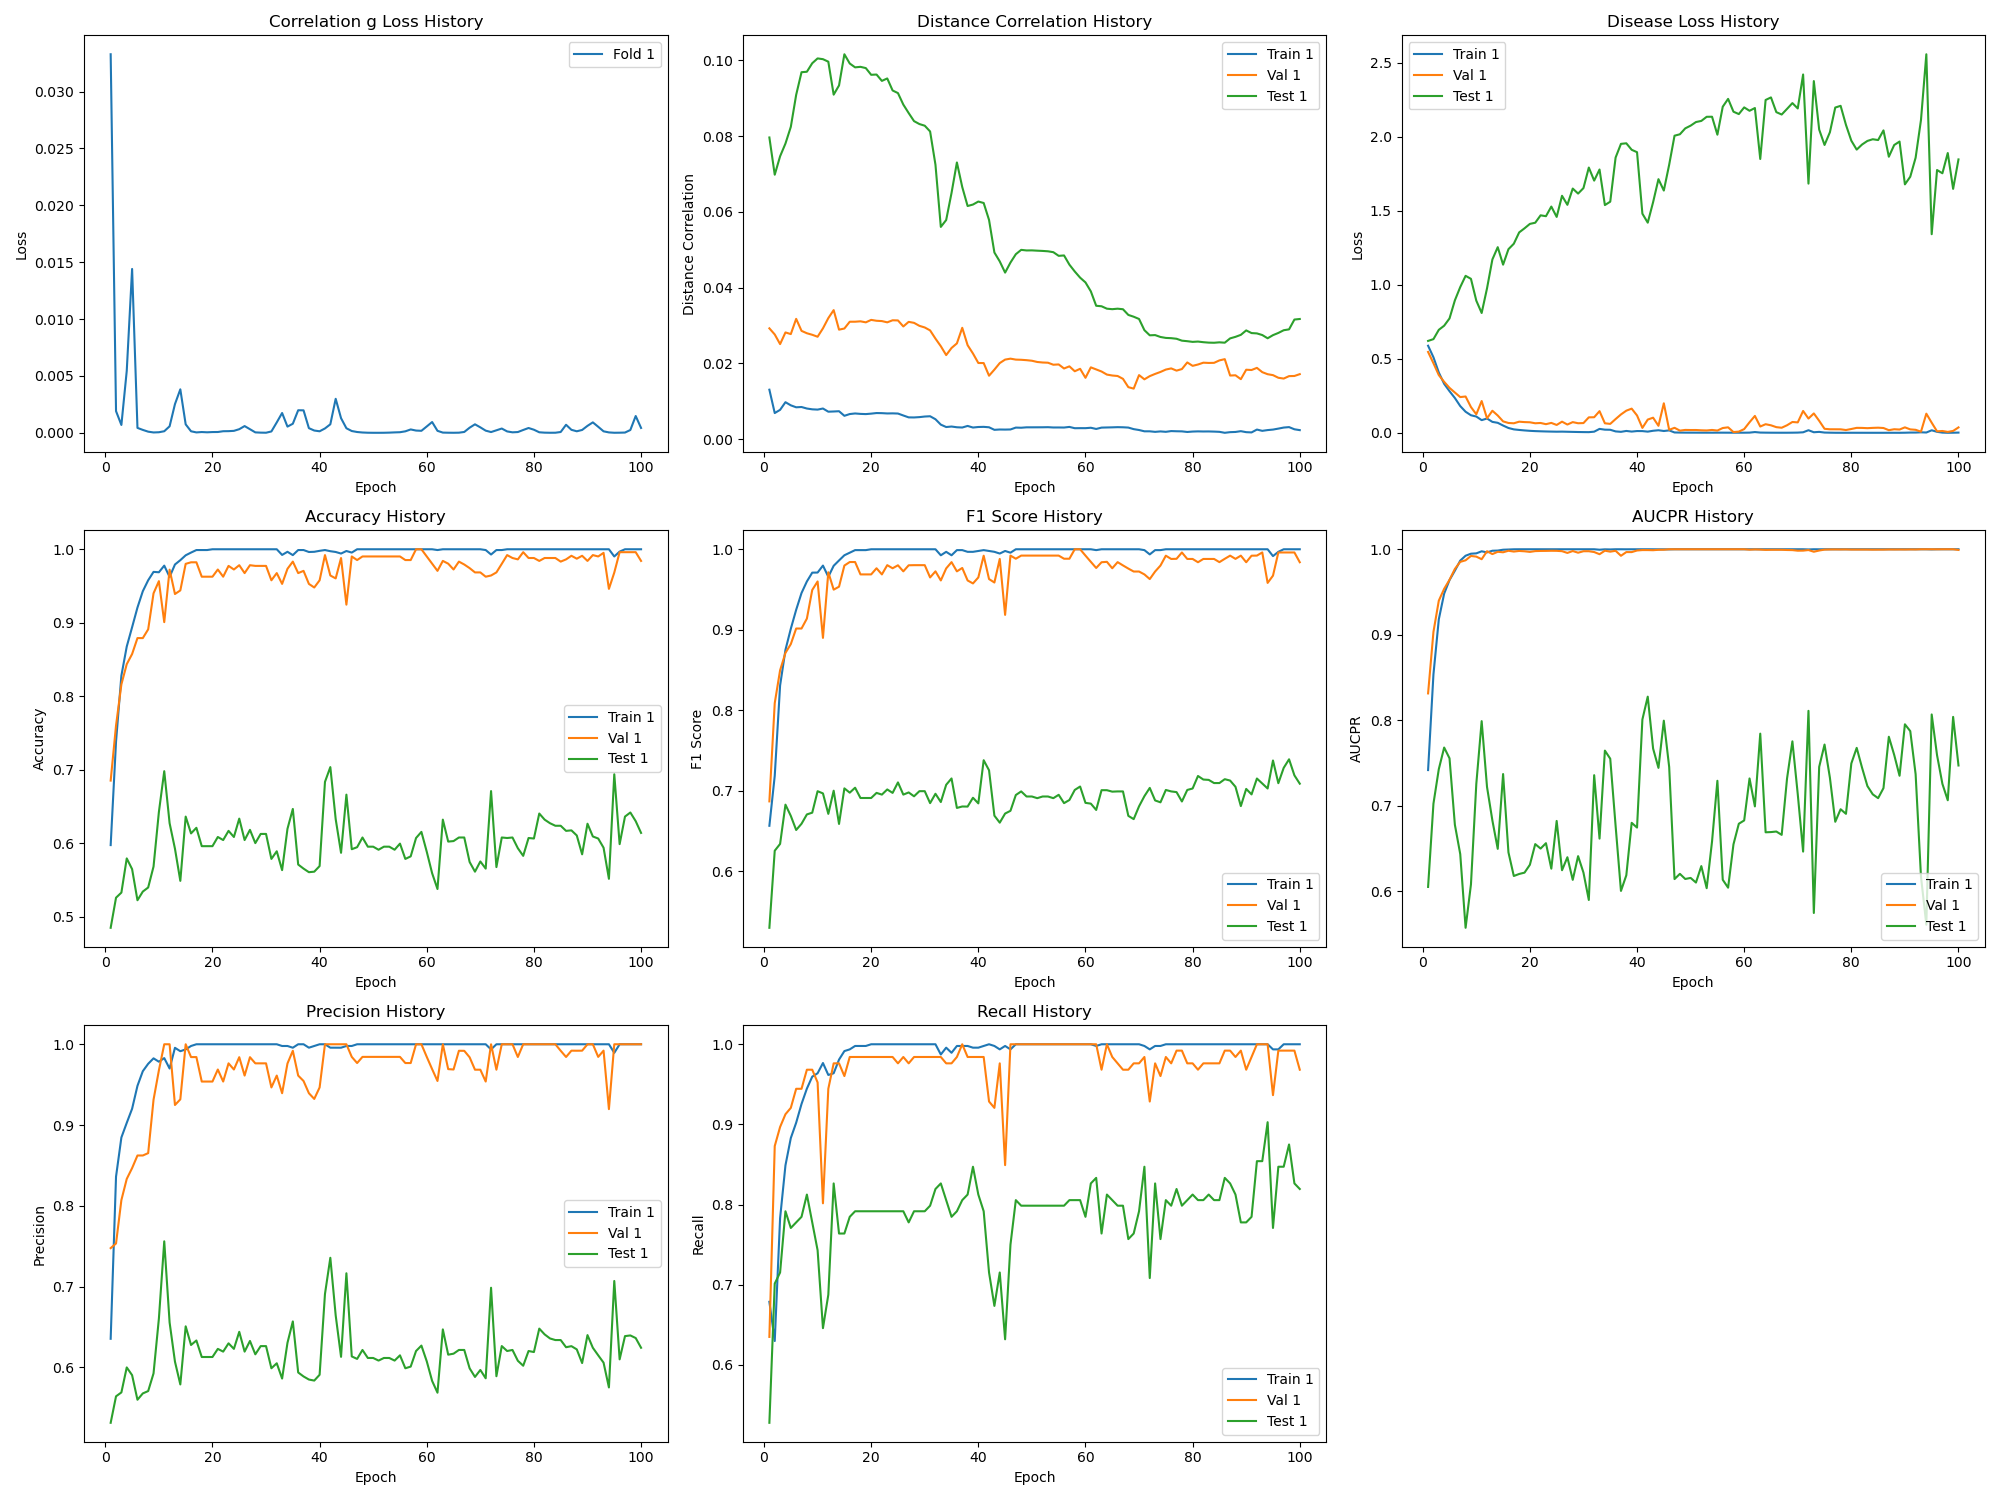 Correlation g Loss History
Loss
0.030
0.025
0.020
0.015
0.010
0.005
0.000
Fold 1
0 20 40 60 80 100
Epoch
Distance Correlation History
Distance Correlation
0.10
0.08
0.06
0.04
0.02
0.00
Train 1
Val 1
Test 1
0 20 40 60 80 100
Epoch
Disease Loss History
Loss
2.5
2.0
1.5
1.0
0.5
0.0
Train 1
Val 1
Test 1
0 20 40 60 80 100
Epoch
Accuracy History
Accuracy
1.0
0.9
0.8
0.7
0.6
0.5
Train 1
Val 1
Test 1
0 20 40 60 80 100
Epoch
F1 Score History
F1 Score
1.0
0.9
0.8
0.7
0.6
Train 1
Val 1
Test 1
0 20 40 60 80 100
Epoch
AUCPR History
AUCPR
1.0
0.9
0.8
0.7
0.6
Train 1
Val 1
Test 1
0 20 40 60 80 100
Epoch
Precision History
Precision
1.0
0.9
0.8
0.7
0.6
Train 1
Val 1
Test 1
0 20 40 60 80 100
Epoch
Recall History
Recall
1.0
0.9
0.8
0.7
0.6
Train 1
Val 1
Test 1
0 20 40 60 80 100
Epoch